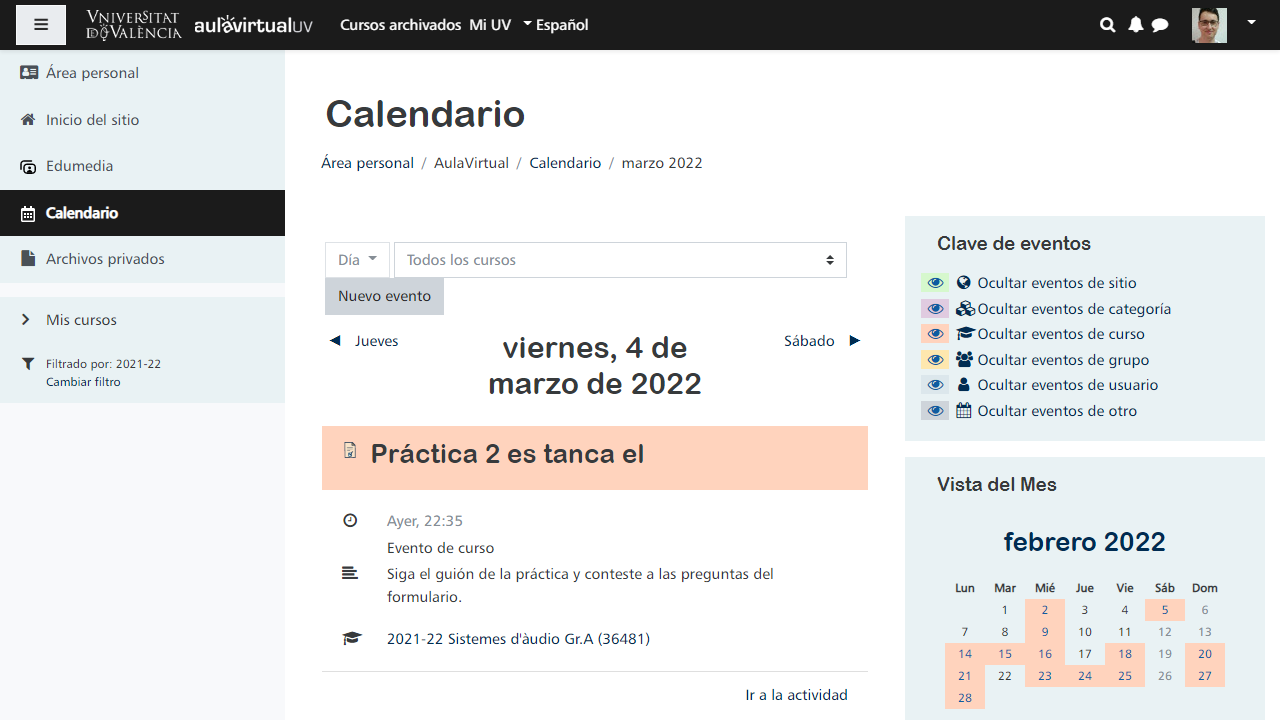 VNIVERSITAT
DE VALÈNCIA
aulavirtualUV
Cursos archivados
Mi UV
Español
Área personal
Inicio del sitio
Edumedia
Calendario
Archivos privados
Mis cursos
Filtrado por: 2021-22
Cambiar filtro
Calendario
Área personal / AulaVirtual / Calendario / marzo 2022
Día
Todos los cursos
Nuevo evento
◀ Jueves
viernes, 4 de
marzo de 2022
Sábado ▶
Práctica 2 es tanca el
Ayer, 22:35
Evento de curso
Siga el guión de la práctica y conteste a las preguntas del
formulario.
2021-22 Sistemes d'àudio Gr.A (36481)
Ir a la actividad
Clave de eventos
Ocultar eventos de sitio
Ocultar eventos de categoría
Ocultar eventos de curso
Ocultar eventos de grupo
Ocultar eventos de usuario
Ocultar eventos de otro
Vista del Mes
febrero 2022
Lun Mar Mié Jue Vie Sáb Dom
1 2 3 4 5 6
7 8 9 10 11 12 13
14 15 16 17 18 19 20
21 22 23 24 25 26 27
28